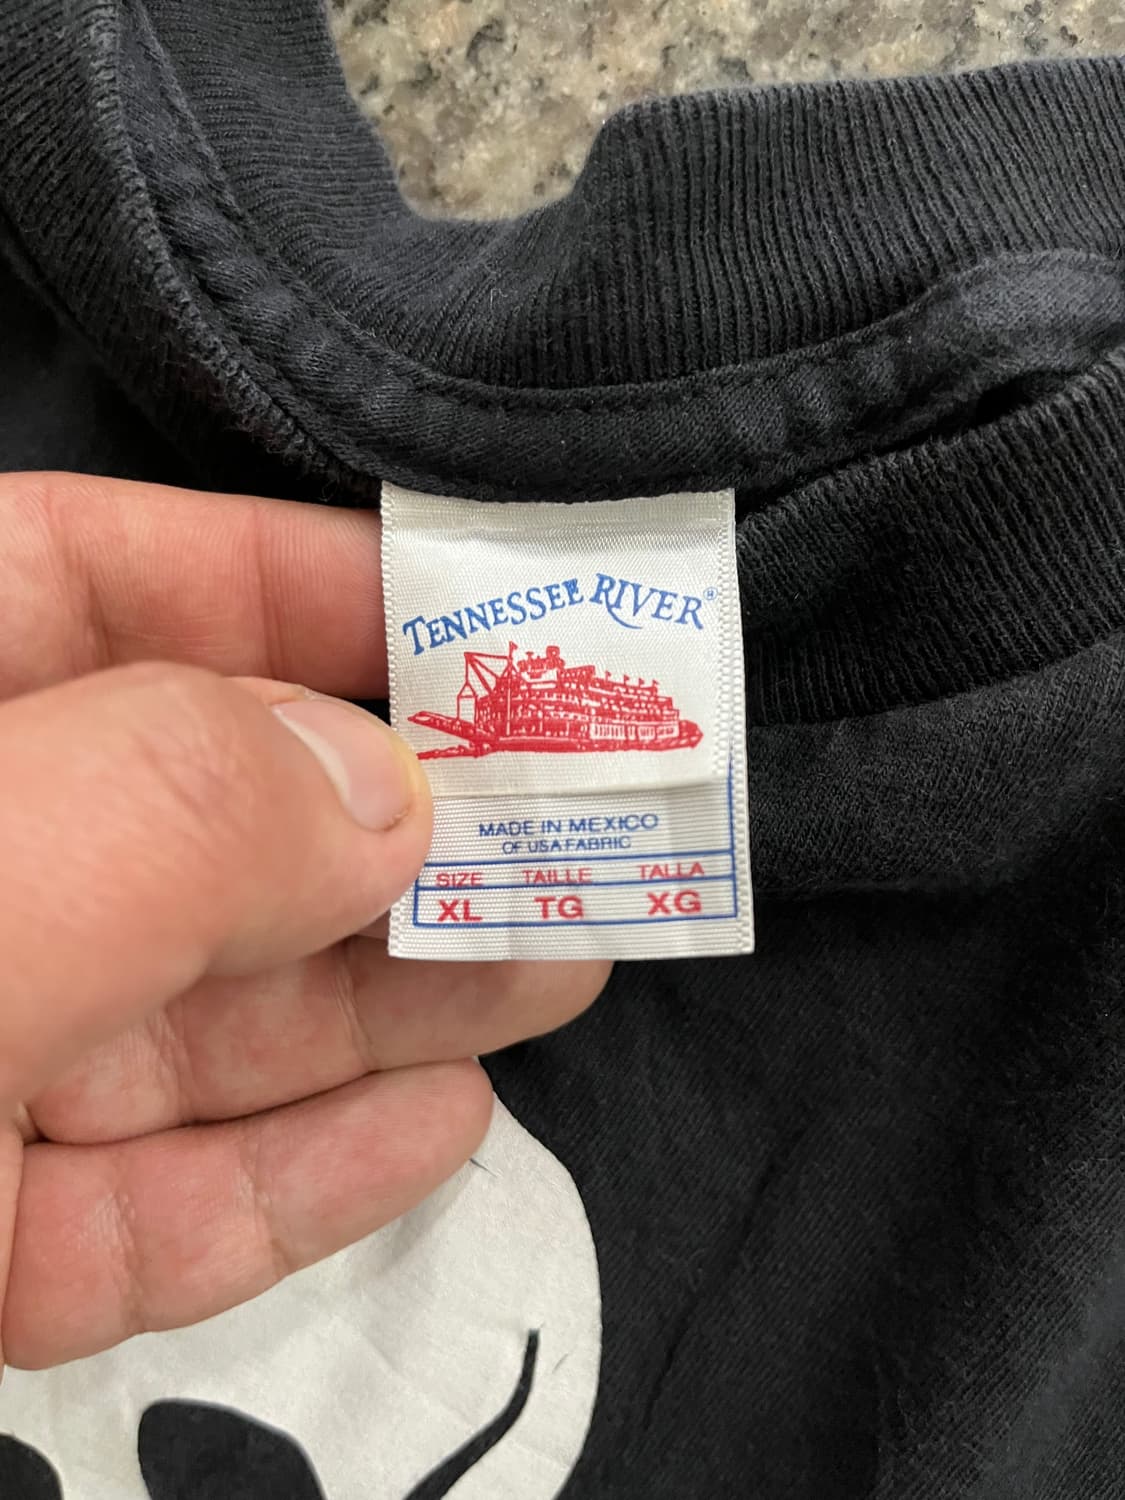 TENNESSEE RIVER®
MADE IN MEXICO
OF USA FABRIC
SIZE TAILLE TALLA
XL TG XG